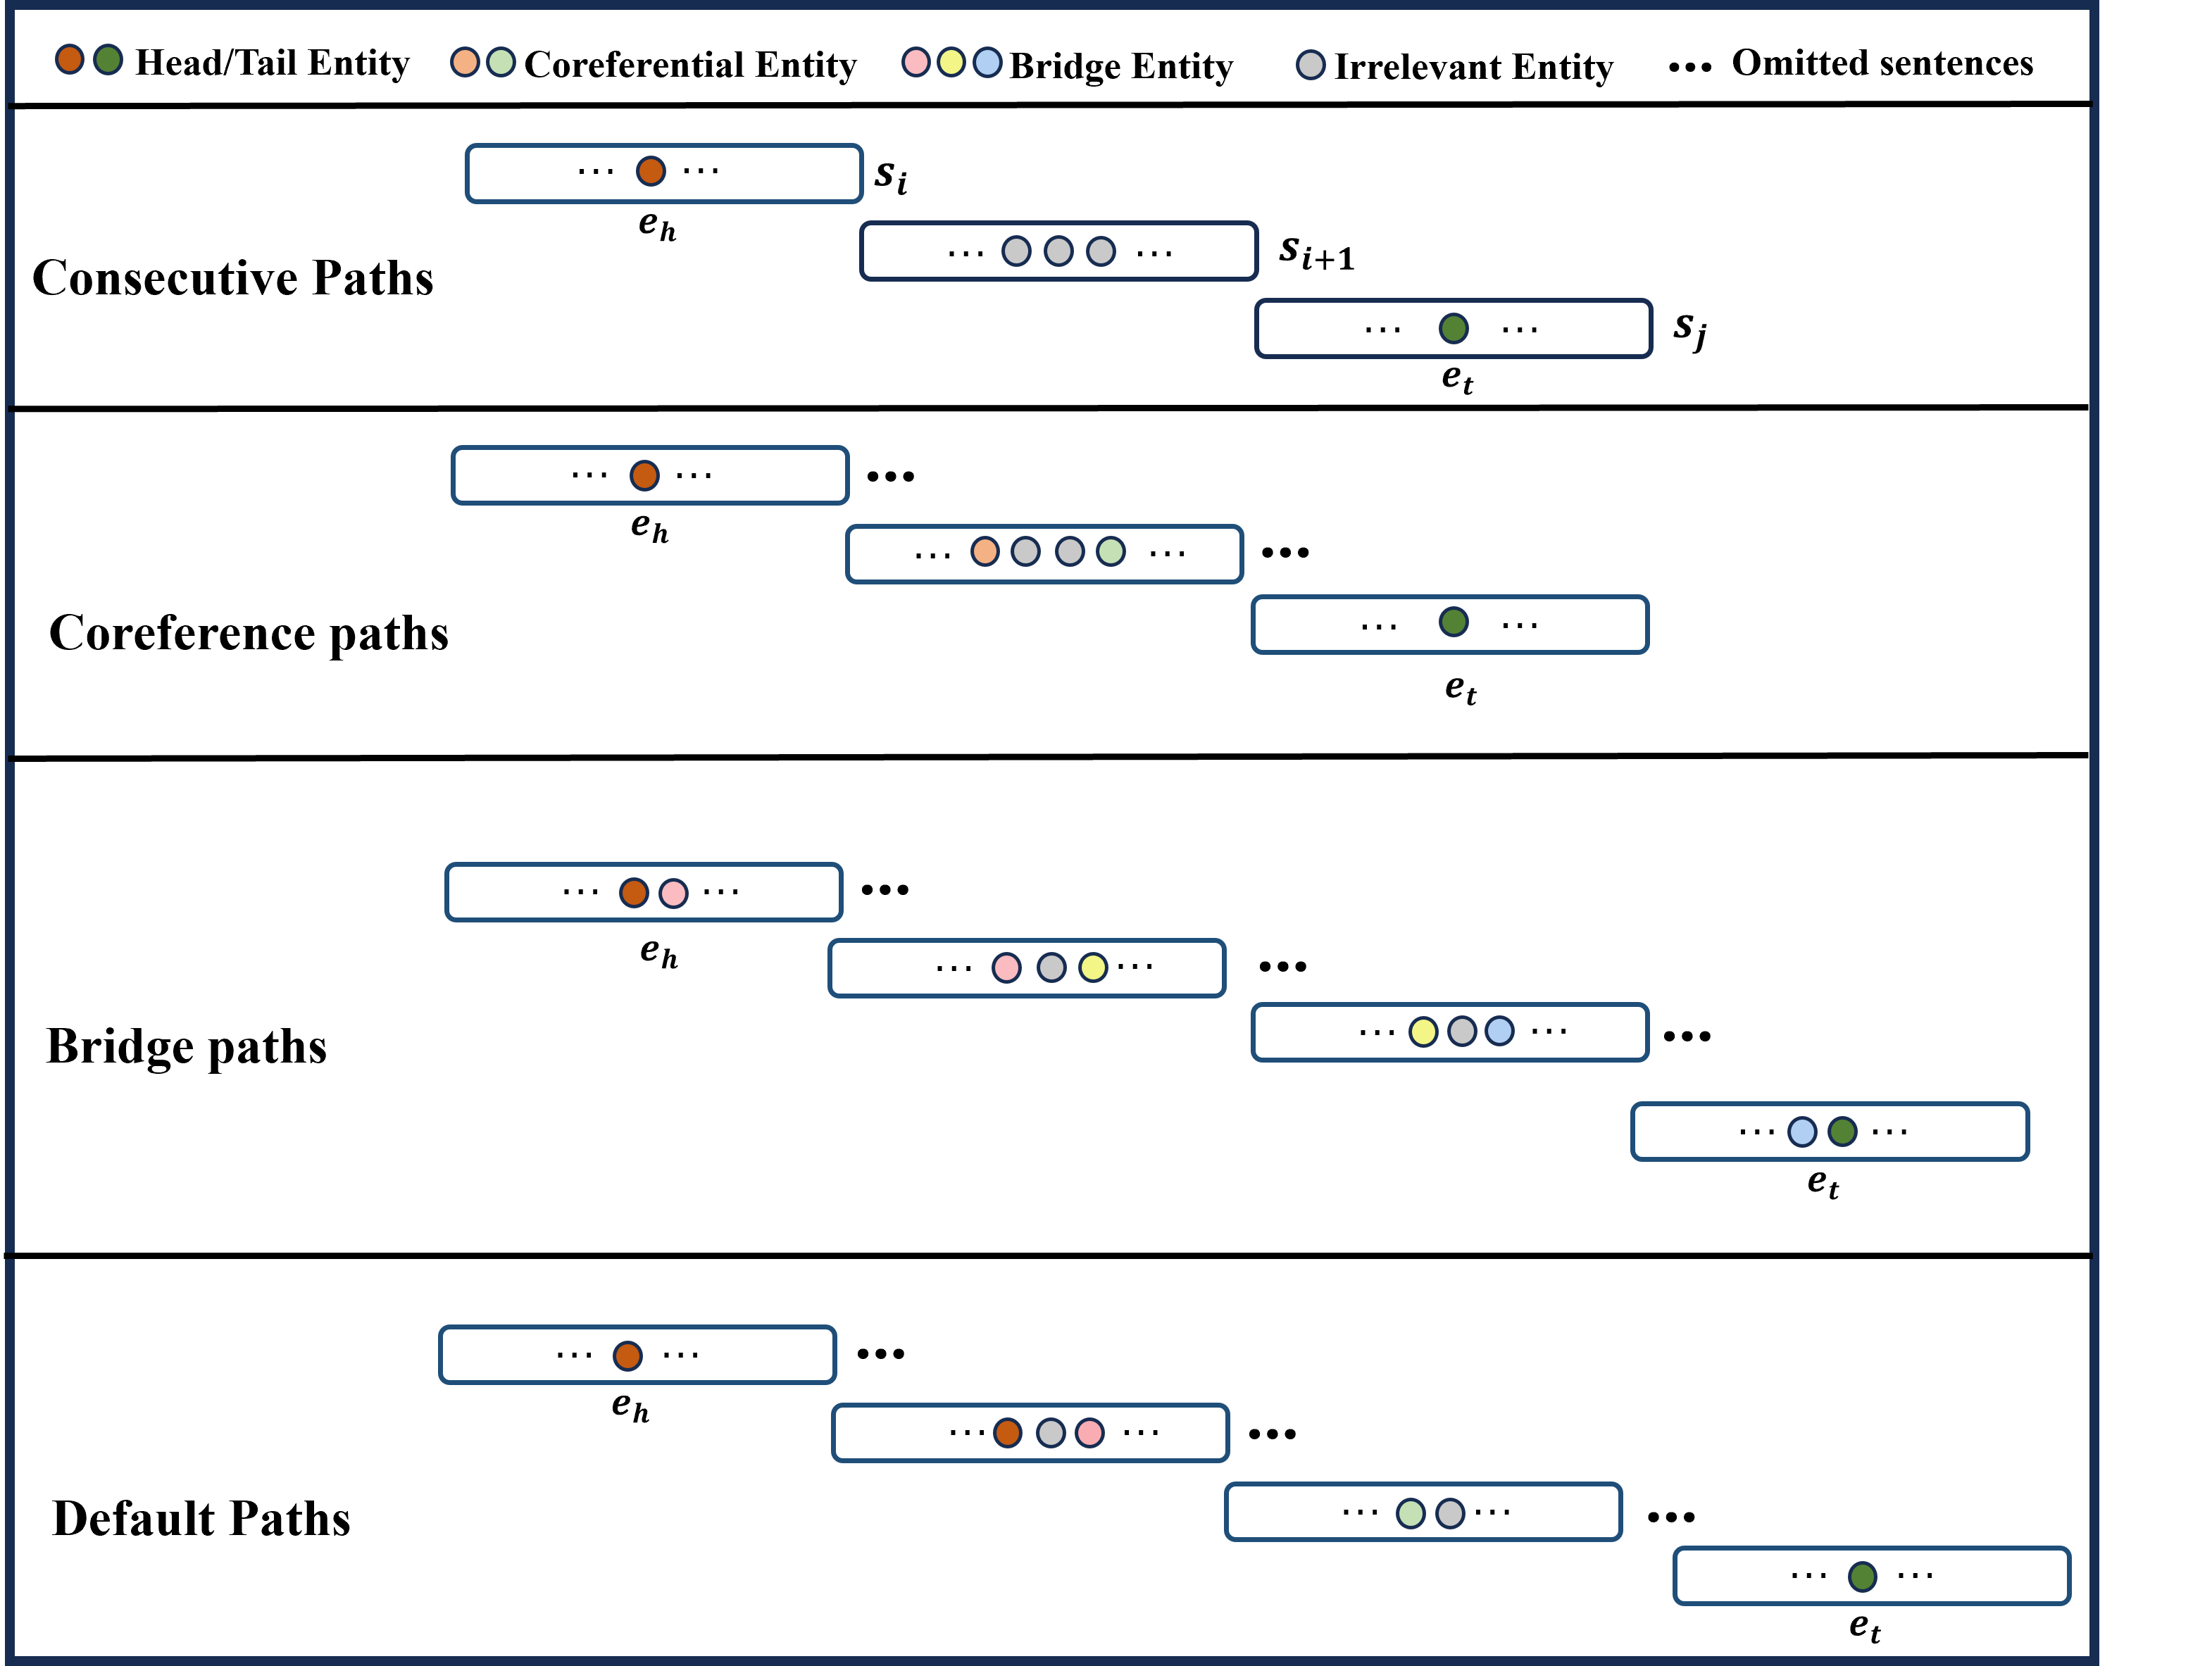 Head/Tail Entity Coreferential Entity Bridge Entity Irrelevant Entity ... Omitted sentences
... ... s_i
e_h
... ... s_{i+1}
Consecutive Paths
... ... s_j
e_t
... ... ...
e_h
... ... ...
Coreference paths
... ...
e_t
... ... ...
e_h
... ... ...
Bridge paths
... ... ...
... ...
e_t
... ... ...
e_h
... ... ...
Default Paths
... ... ...
... ...
e_t